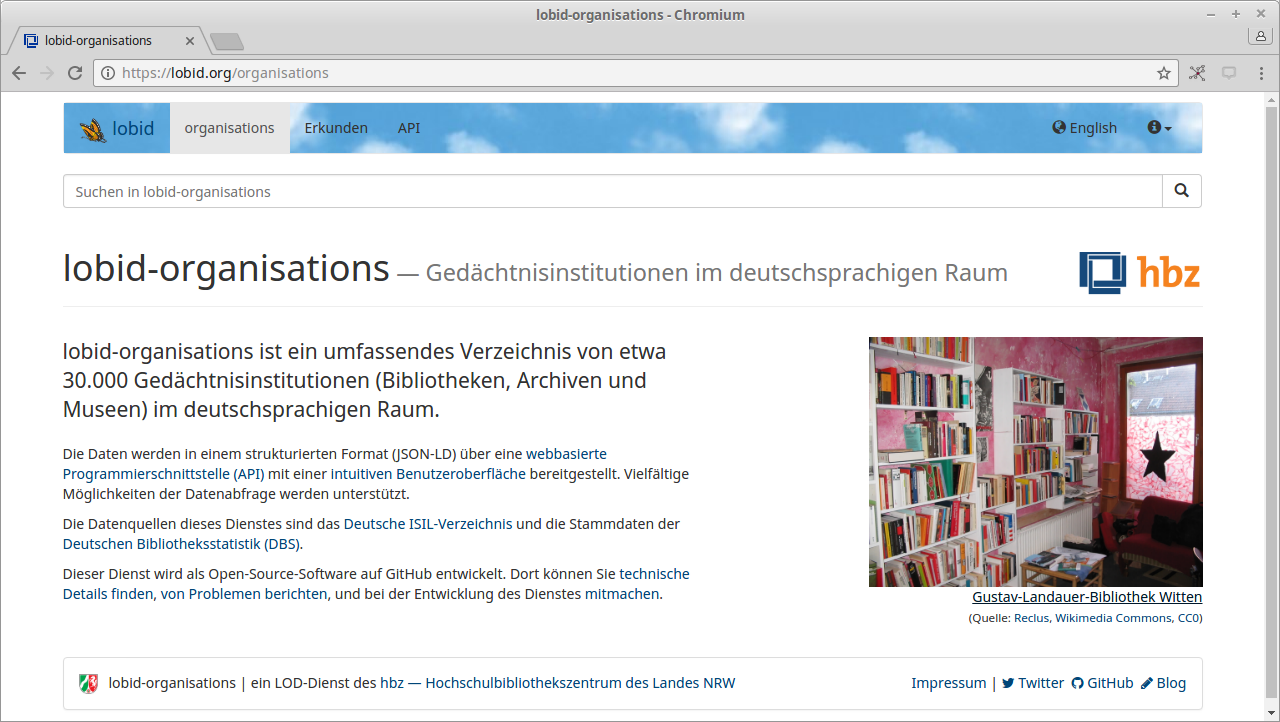 lobid-organisations - Chromium
lobid-organisations
https://lobid.org/organisations
lobid organisations Erkunden API English
Suchen in lobid-organisations
lobid-organisations — Gedächtnisinstitutionen im deutschsprachigen Raum
hbz
lobid-organisations ist ein umfassendes Verzeichnis von etwa
30.000 Gedächtnisinstitutionen (Bibliotheken, Archiven und
Museen) im deutschsprachigen Raum.
Die Daten werden in einem strukturierten Format (JSON-LD) über eine webbasierte
Programmierschnittstelle (API) mit einer intuitiven Benutzeroberfläche bereitgestellt. Vielfältige
Möglichkeiten der Datenabfrage werden unterstützt.
Die Datenquellen dieses Dienstes sind das Deutsche ISIL-Verzeichnis und die Stammdaten der
Deutschen Bibliotheksstatistik (DBS).
Dieser Dienst wird als Open-Source-Software auf GitHub entwickelt. Dort können Sie technische
Details finden, von Problemen berichten, und bei der Entwicklung des Dienstes mitmachen.
Gustav-Landauer-Bibliothek Witten
(Quelle: Reclus, Wikimedia Commons, CC0)
lobid-organisations | ein LOD-Dienst des hbz — Hochschulbibliothekszentrum des Landes NRW
Impressum | Twitter GitHub Blog